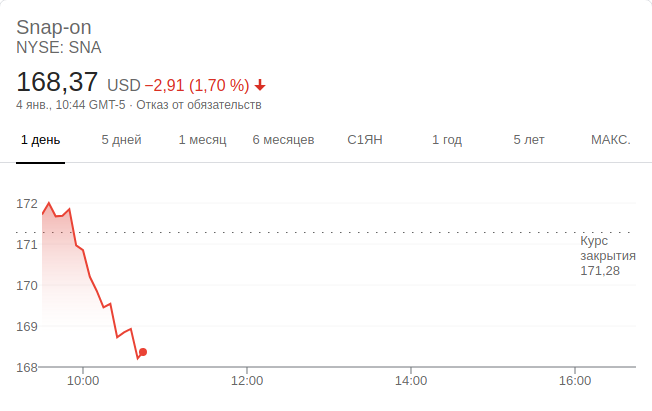 Snap-on
NYSE: SNA
168,37 USD −2,91 (1,70 %)
4 янв., 10:44 GMT-5 · Отказ от обязательств
1 день 5 дней 1 месяц 6 месяцев С1ЯН 1 год 5 лет МАКС.
172
171
170
169
168
Курс
закрытия
171,28
10:00 12:00 14:00 16:00